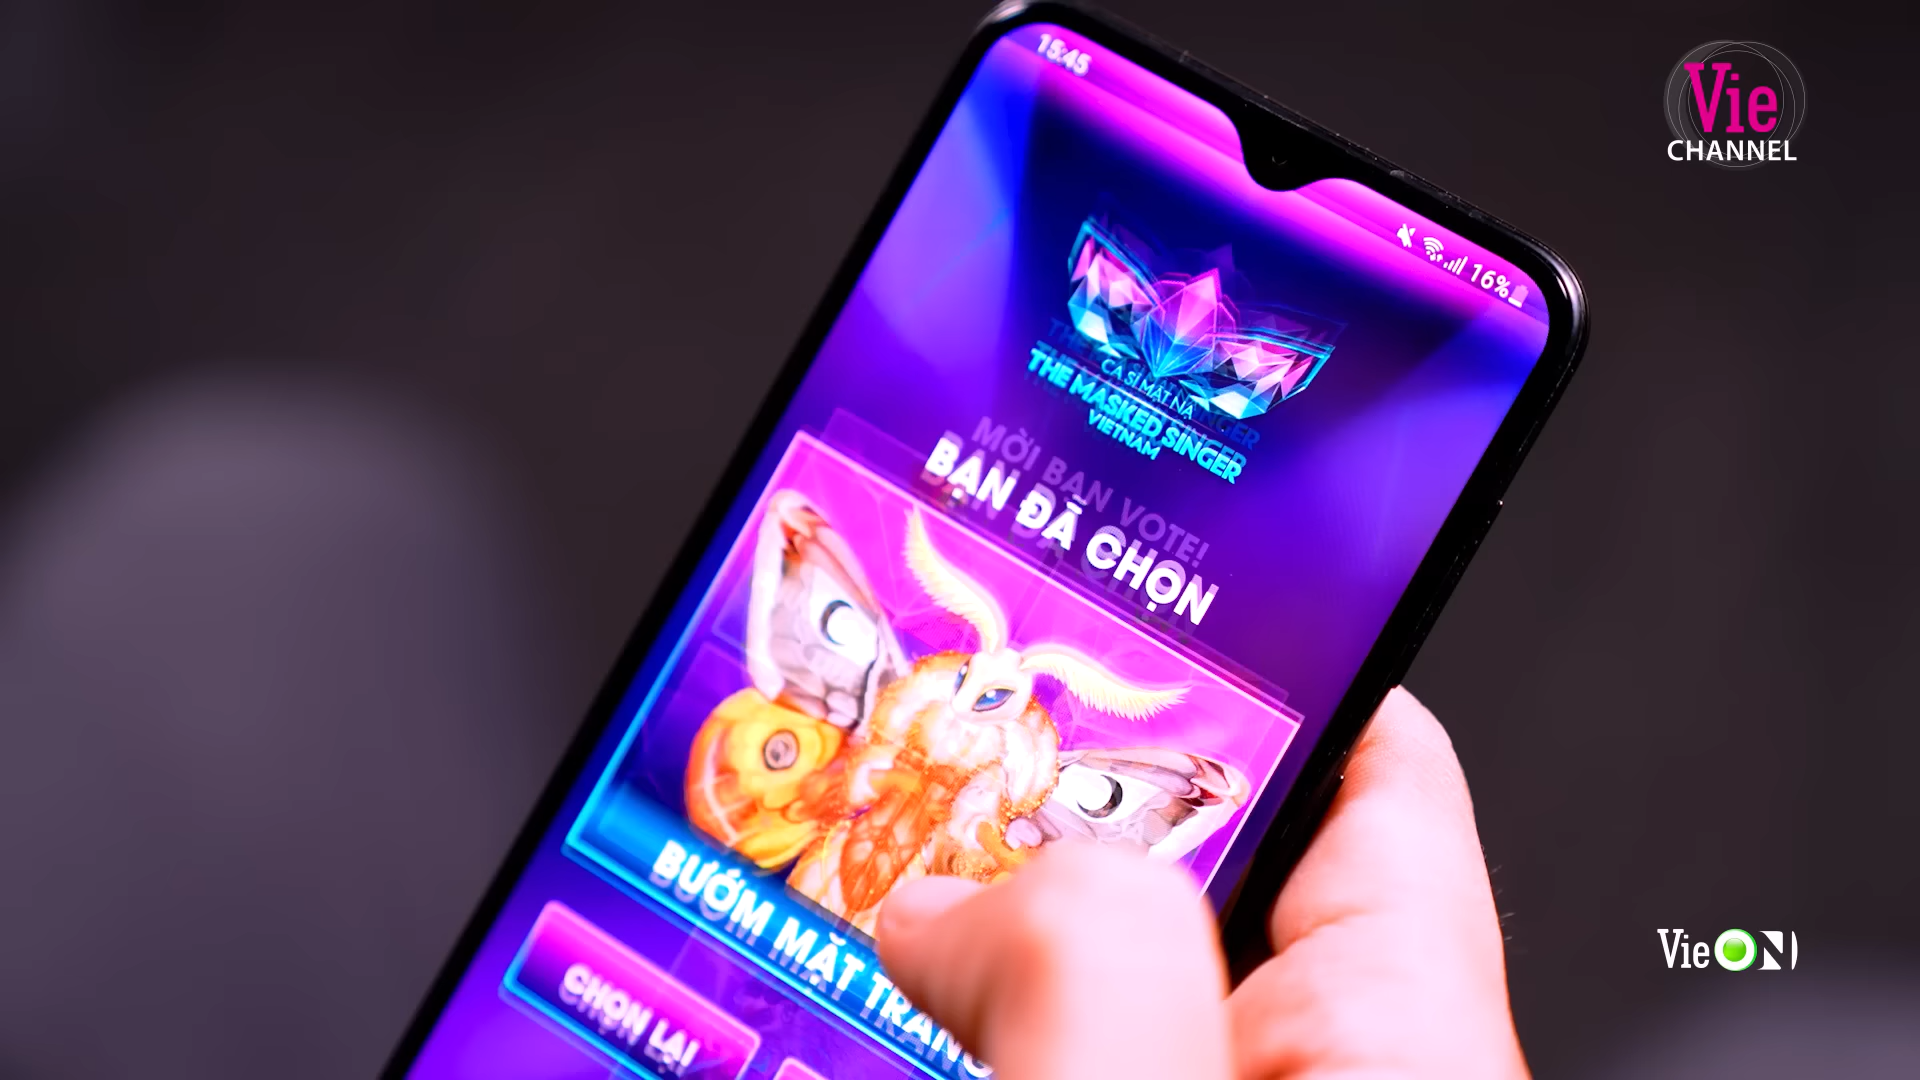 15:45
Vie
CHANNEL
16%
CA SĨ MẶT NẠ
THE MASKED SINGER
VIETNAM
MỜI BẠN VOTE!
BẠN ĐÃ CHỌN
BƯỚM MẶT TRĂNG
CHỌN LẠI
VieON